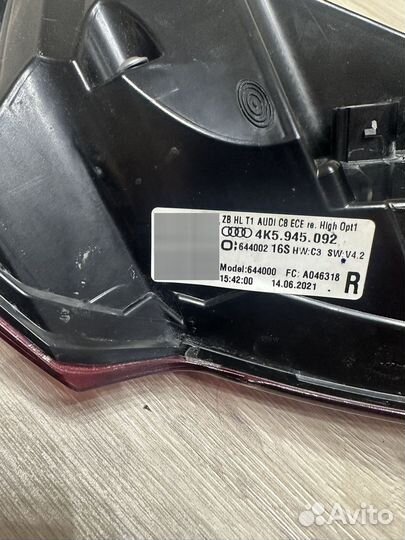 ZB HL T1 AUDI C8 ECE re. High Opt1
4K5.945.092
644002 16S HW:C3 SW:V4.2
Model:644000 FC: A046318
15:42:00 14.06.2021 R
Avito